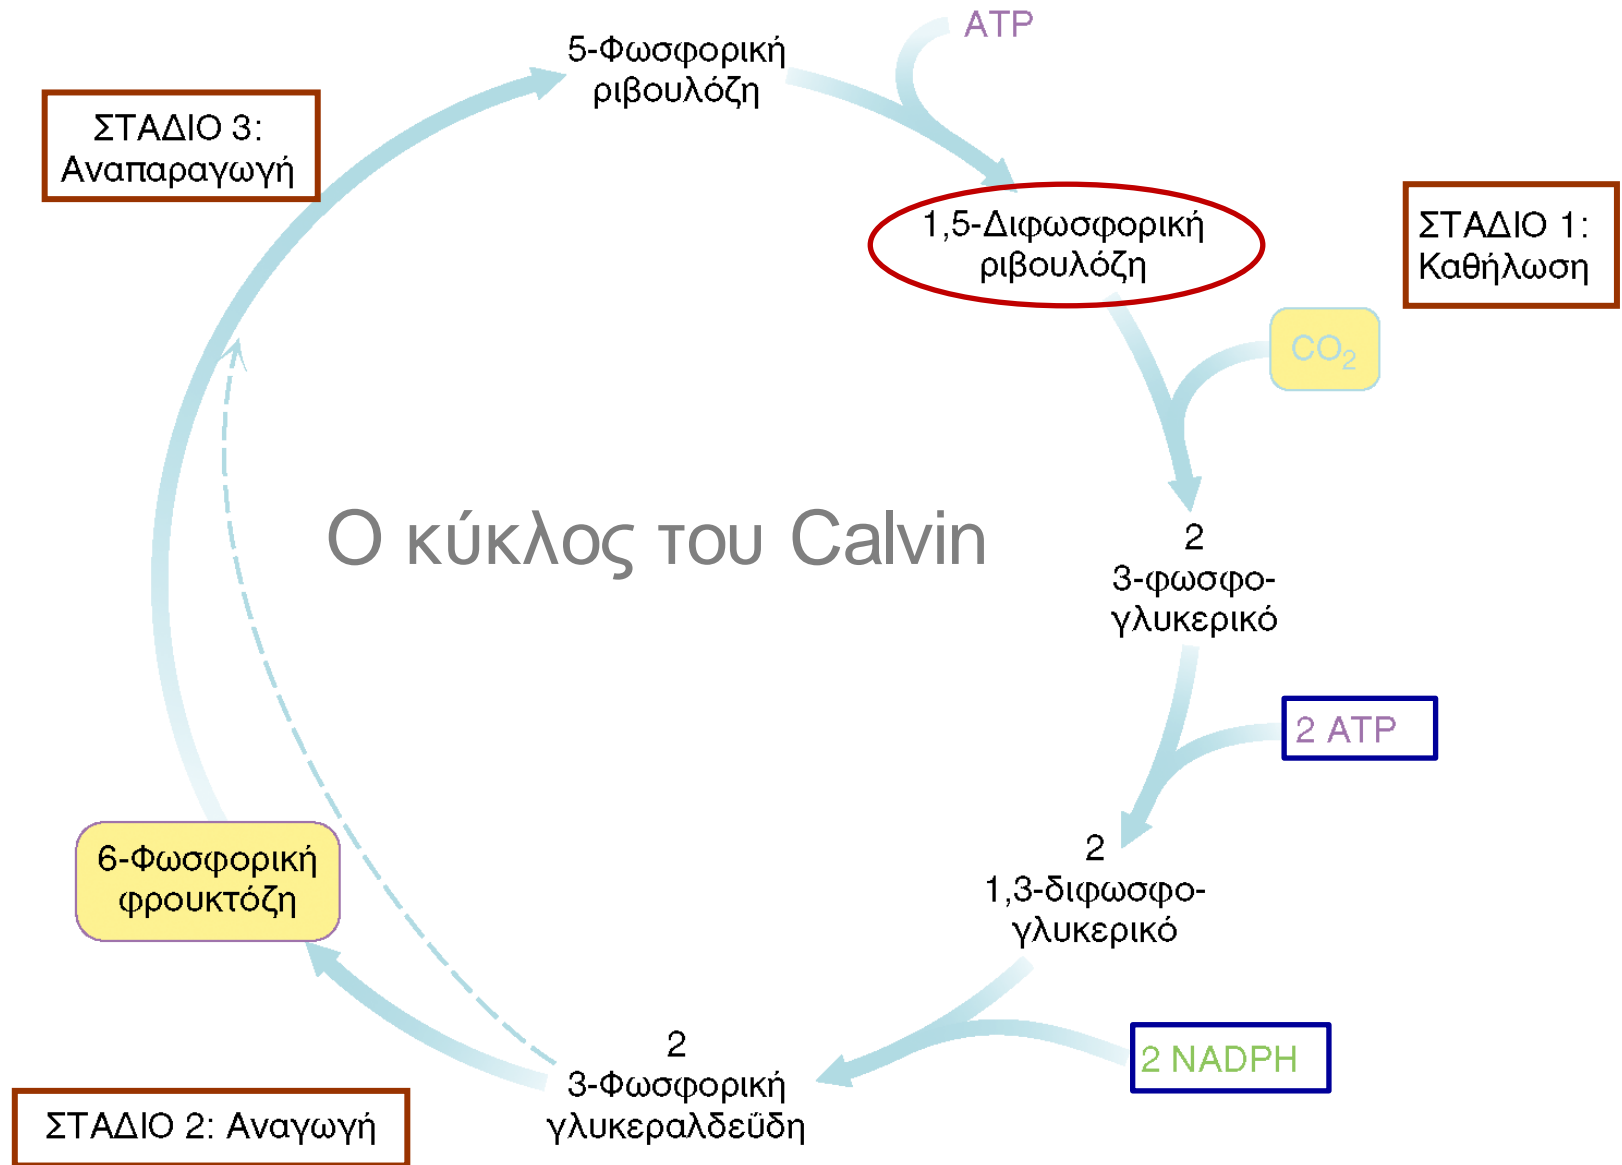 ATP
5-Φωσφορική
ριβουλόζη
ΣΤΑΔΙΟ 3:
Αναπαραγωγή
1,5-Διφωσφορική
ριβουλόζη
ΣΤΑΔΙΟ 1:
Καθήλωση
CO₂
Ο κύκλος του Calvin
2
3-φωσφο-
γλυκερικό
2 ATP
2
1,3-διφωσφο-
γλυκερικό
6-Φωσφορική
φρουκτόζη
2 NADPH
2
3-Φωσφορική
γλυκεραλδεΰδη
ΣΤΑΔΙΟ 2: Αναγωγή